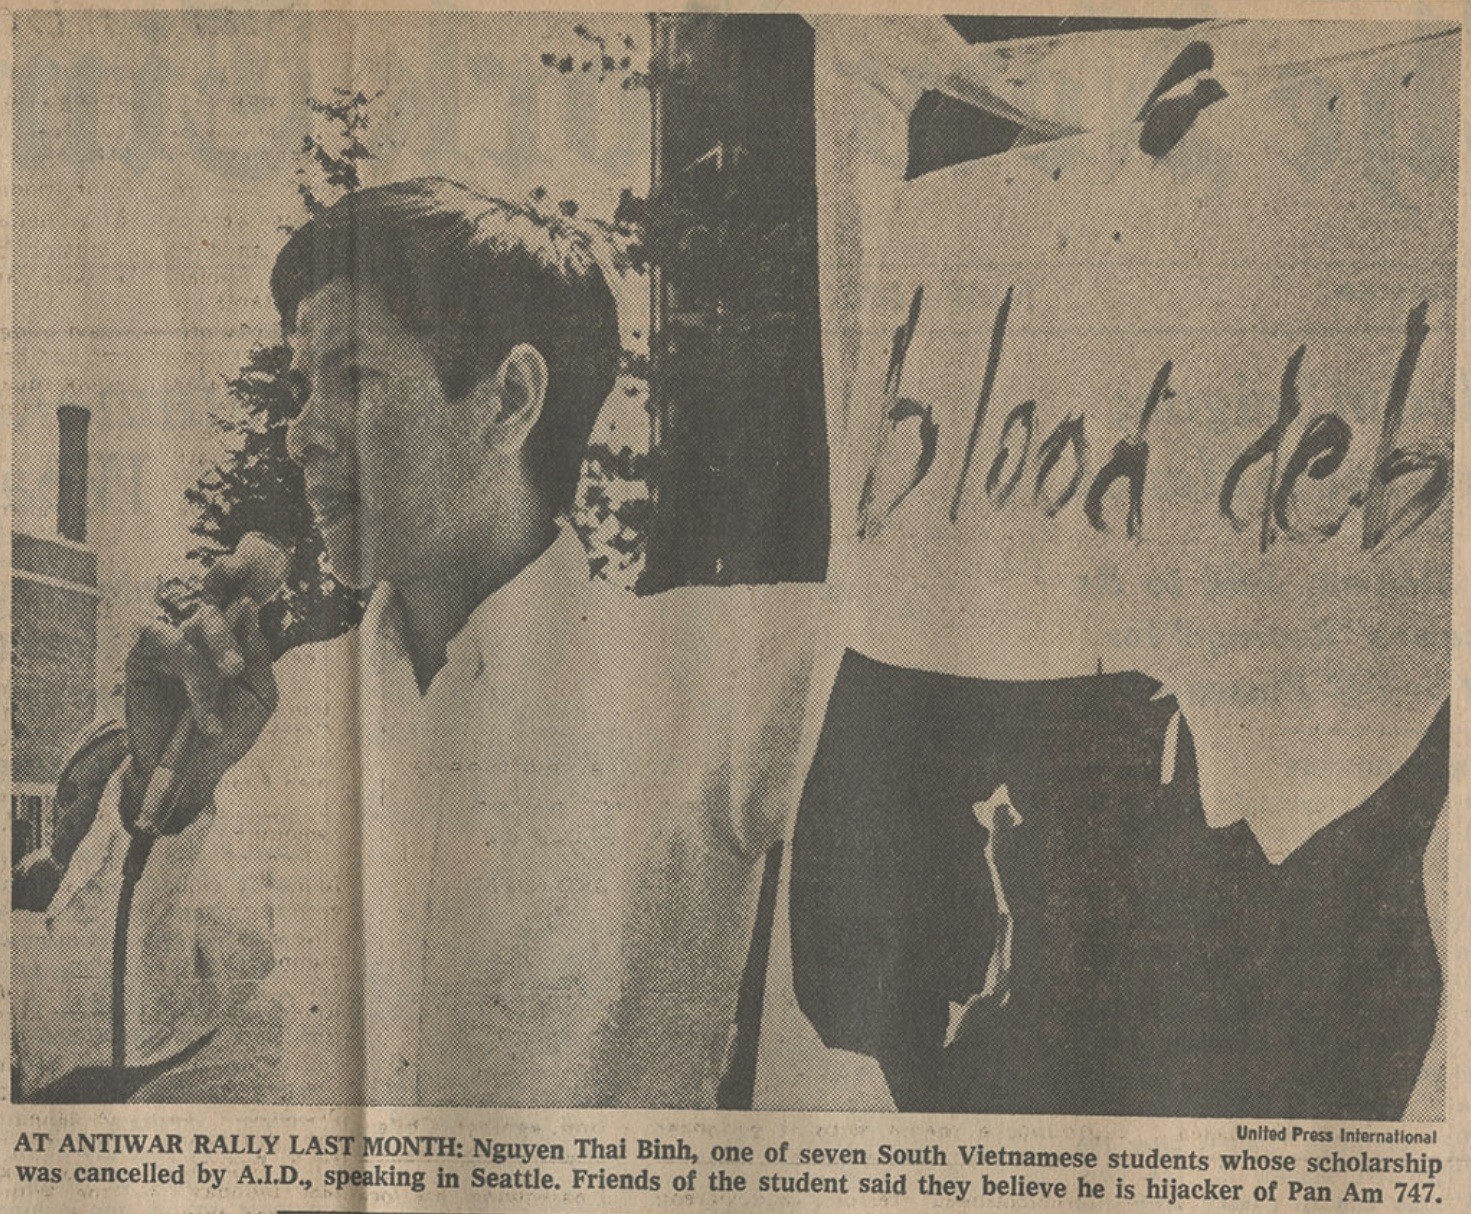 blood deb
United Press International
AT ANTIWAR RALLY LAST MONTH: Nguyen Thai Binh, one of seven South Vietnamese students whose scholarship
was cancelled by A.I.D., speaking in Seattle. Friends of the student said they believe he is hijacker of Pan Am 747.